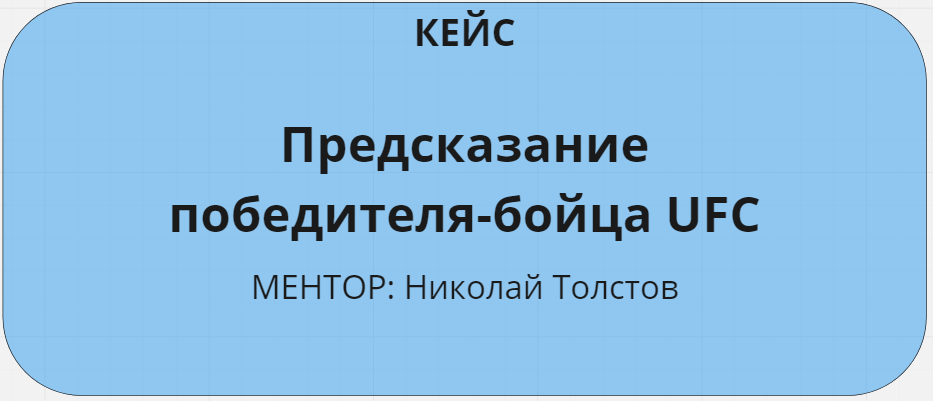 КЕЙС
Предсказание
победителя-бойца UFC
МЕНТОР: Николай Толстов